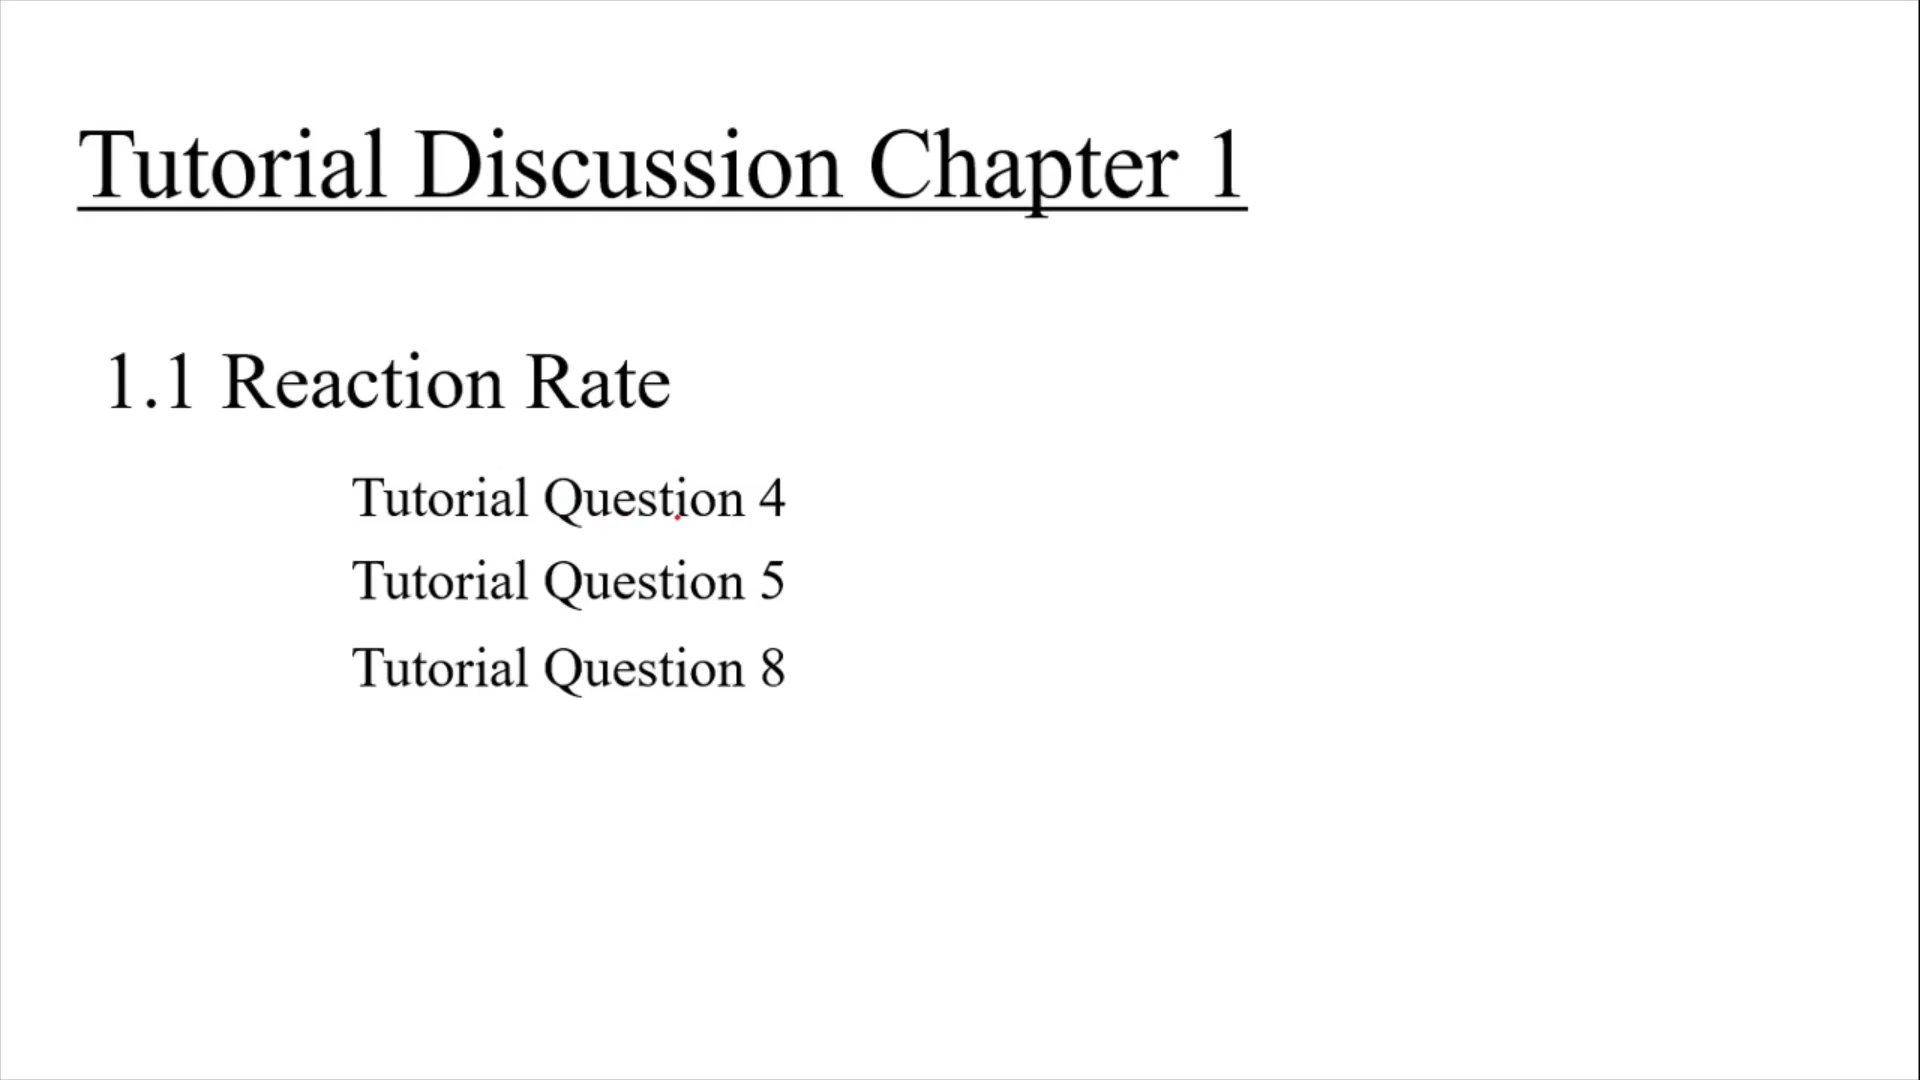 Tutorial Discussion Chapter 1
1.1 Reaction Rate
Tutorial Question 4
Tutorial Question 5
Tutorial Question 8